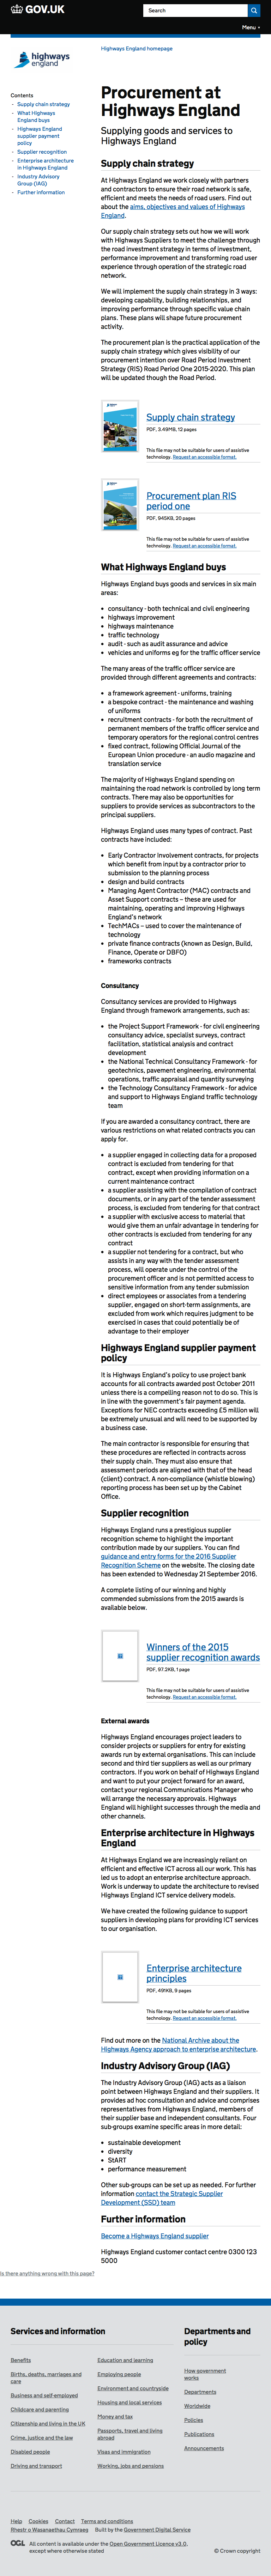 GOV.UK
Search
Menu
highways
england
Highways England homepage
Contents
Supply chain strategy
What Highways
England buys
Highways England
supplier payment
policy
Supplier recognition
Enterprise architecture
in Highways England
Industry Advisory
Group (IAG)
Further information
Procurement at
Highways England
Supplying goods and services to
Highways England
Supply chain strategy
At Highways England we work closely with partners
and contractors to ensure their road network is safe,
efficient and meets the needs of road users. Find out
about the aims, objectives and values of Highways
England.
Our supply chain strategy sets out how we will work
with Highways Suppliers to meet the challenge through
the road investment strategy in terms of investment,
performance improvement and transforming road user
experience through operation of the strategic road
network.
We will implement the supply chain strategy in 3 ways:
developing capability, building relationships, and
improving performance through specific value chain
plans. These plans will shape future procurement
activity.
The procurement plan is the practical application of the
supply chain strategy which gives visibility of our
procurement intention over Road Period Investment
Strategy (RIS) Road Period One 2015-2020. This plan
will be updated though the Road Period.
Supply chain strategy
PDF, 3.49MB, 12 pages
This file may not be suitable for users of assistive
technology. Request an accessible format.
Procurement plan RIS
period one
PDF, 945KB, 20 pages
This file may not be suitable for users of assistive
technology. Request an accessible format.
What Highways England buys
Highways England buys goods and services in six main
areas:
consultancy - both technical and civil engineering
highways improvement
highways maintenance
traffic technology
audit - such as asset assurance and advice
vehicles and uniforms eg for the traffic officer service
The many areas of the traffic officer service are
provided through different agreements and contracts:
a framework agreement - uniforms, training
a bespoke contract - the maintenance and washing
of uniforms
recruitment contracts - for both the recruitment of
permanent members of the traffic officer service and
temporary operators at the regional control centres
fixed contract, following Official Journal of the
European Union procedure - an audio magazine and
translation service
The majority of Highways England spending on
maintaining the road network is controlled by long term
contracts. There may also be opportunities for
suppliers to undertake services as subcontractors to the
principal suppliers.
Highways England uses many types of contract. Past
contracts have included:
Early Contractor Involvement contracts, for projects
which benefit from input by a contractor prior to
submission to the planning process
design and build contracts
Managing Agent Contractor (MAC) contracts and
Asset Support contracts – these are used for
maintaining, operating and improving Highways
England's network
TechMACs – used to cover the maintenance of
technology
private finance contracts (known as Design, Build,
Finance, Operate or DBFO)
frameworks contracts
Consultancy
Consultancy services are provided to Highways
England through framework arrangements, such as:
the Project Support Framework - for civil engineering
consultancy advice, specialist surveys, contract
facilitation, statistical analysis and contract
development
the National Technical Consultancy Framework - for
geotechnics, pavement engineering, environmental
operations, traffic appraisal and quantity surveying
the Technology Consultancy Framework - for advice
and support to Highways England traffic technology
team
If you are awarded a consultancy contract, there are
various restrictions on what related contracts you can
apply for.
a supplier engaged in collecting data for a proposed
contract is excluded from tendering for that
contract, except for when providing information on a
current maintenance contract
a supplier assisting with the compilation of contract
documents, or in any part of the tender assessment
process, is excluded from tendering for that contract
a supplier with exclusive access to material that
would give them an unfair advantage in tendering or
contract is excluded from tendering for any
contract
a supplier not tendering for a contract, but who
assists in any way with the tender assessment
process, will operate under the control of the
procurement officer and is not permitted access to
sensitive information from any tender submission
direct employees or associates from a tendering
supplier, engaged on short-term assignments, are
excluded from work which requires judgment to be
exercised on issues that could offer advantage to
their employer
Highways England supplier payment
policy
It is Highways England's policy to use project bank
accounts for all contracts awarded post October 2011
unless there is a compelling reason not to do so. This is
in line with the government's fair payment agenda.
Exceptions for NEC contracts exceeding £5 million will
be extremely unusual and will need to be backed by a
business case.
The main contractor is responsible for ensuring that
these processes are followed on their contracts across
their supply chain. They must also ensure that
assessment and payment deadlines (according to their
chain contract). A non-compliance (whistle blowing)
reporting process has been set up by the Cabinet
Office.
Supplier recognition
Highways England runs a prestigious supplier
recognition scheme to highlight the important
contribution made by our suppliers. You can find
guidance and entry forms for the 2016 Supplier
Recognition Scheme on the website. The closing date
has been extended to Wednesday 21 September 2016.
A complete listing of our winning and highly
commended submissions from the 2015 awards is
available below.
Winners of the 2015
supplier recognition awards
PDF, 97.2KB, 1 page
This file may not be suitable for users of assistive
technology. Request an accessible format.
External awards
Highways England encourages project leaders to
consider projects or suppliers for entry for existing
awards run by external organisations. This includes
second and third tier suppliers as well as our primary
contractors. If you work on behalf of Highways England
and want to put your project forward for an award,
contact your regional Communications Manager who
will arrange the necessary approvals. Highways
England will highlight successes through the media and
other channels.
Enterprise architecture in Highways
England
At Highways England we are increasingly reliant on
efficient and effective ICT across all our work. This has
led us to adopt an enterprise architecture approach.
Work is underway to update the architecture to revised
Highways England ICT service delivery models.
We have created the following guidance to support
suppliers in developing plans for providing ICT services
to our organisation.
Enterprise architecture
principles
PDF, 491KB, 9 pages
This file may not be suitable for users of assistive
technology. Request an accessible format.
Find out more on the National Archive about the
Highways Agency approach to enterprise architecture.
Industry Advisory Group (IAG)
The Industry Advisory Group (IAG) acts as a liaison
point between Highways England and their suppliers. It
provides ad hoc consultation and advice and comprises
representatives from Highways England, members of
their supplier base and independent consultants. Four
sub-groups examine specific areas in more depth.
Those are:
sustainable development
diversity
StART
performance measurement
Other sub-groups can be set up as needed. For further
information contact the Strategic Supplier
Development (SSD) team
Further information
Become a Highways England supplier
Highways England customer contact centre 0300 123
5000
Is there anything wrong with this page?
Services and information
Benefits
Births, deaths, marriages and
care
Business and self-employed
Childcare and parenting
Citizenship and living in the UK
Crime, justice and the law
Disabled people
Driving and transport
Education and learning
Employing people
Environment and countryside
Housing and local services
Money and tax
Passports, travel and living
abroad
Visas and immigration
Working, jobs and pensions
Departments and
policy
How government
works
Departments
Worldwide
Policies
Publications
Announcements
Help Cookies Contact Terms and conditions
Rhestr o Wasanaethau Cymraeg Built by the Government Digital Service
OGL All content is available under the Open Government Licence v3.0,
except where otherwise stated
© Crown copyright